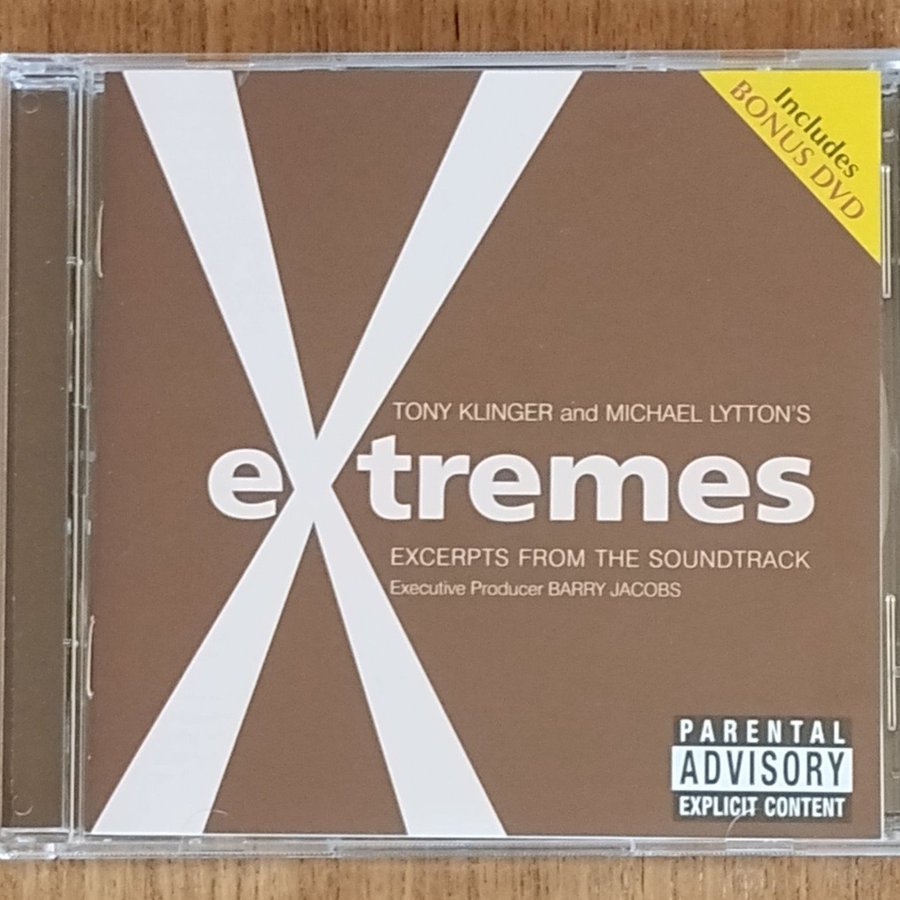 Includes
BONUS DVD
TONY KLINGER and MICHAEL LYTTON'S
eXtremes
EXCERPTS FROM THE SOUNDTRACK
Executive Producer BARRY JACOBS
PARENTAL
ADVISORY
EXPLICIT CONTENT